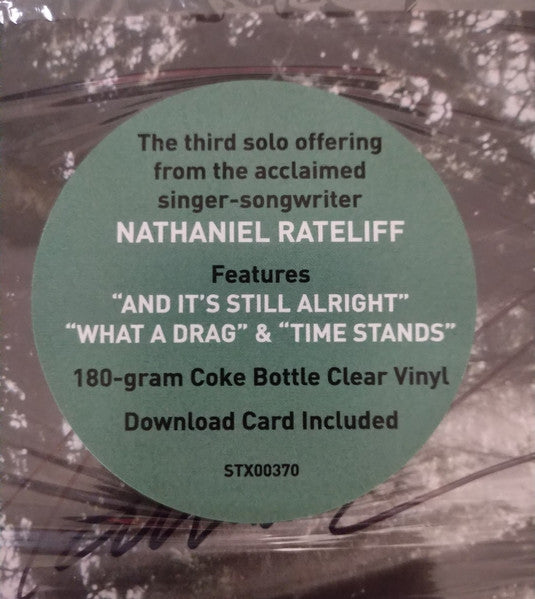 The third solo offering
from the acclaimed
singer-songwriter
NATHANIEL RATELIFF
Features
“AND IT’S STILL ALRIGHT”
“WHAT A DRAG” & “TIME STANDS”
180-gram Coke Bottle Clear Vinyl
Download Card Included
STX00370